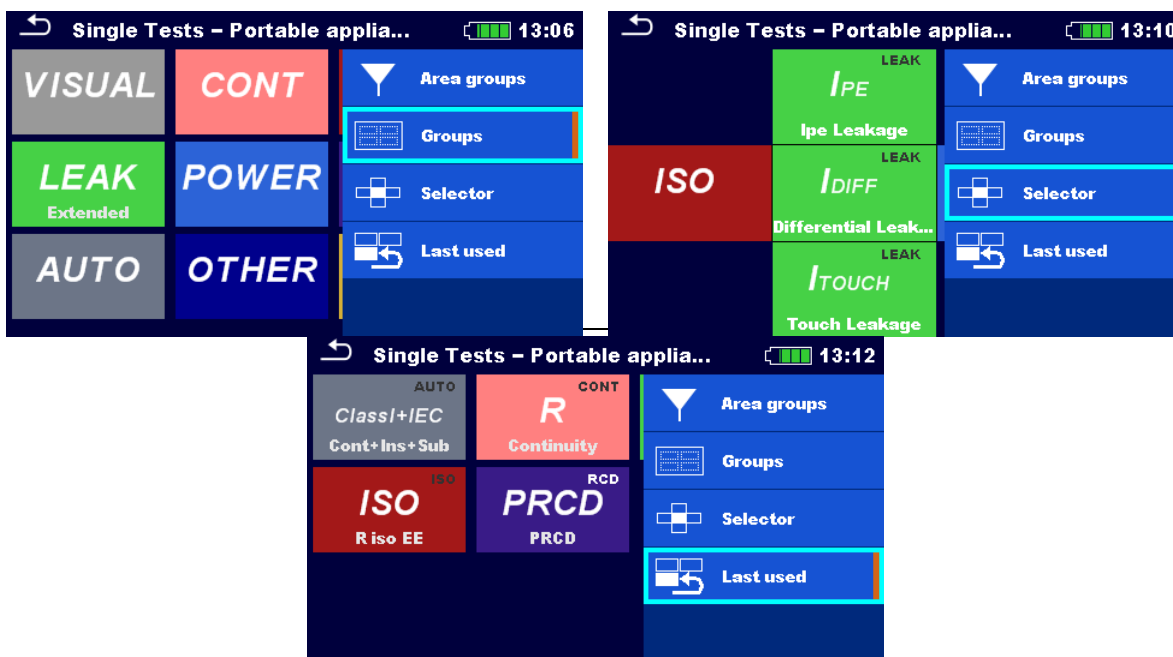 Single Tests – Portable applia... 13:06
VISUAL CONT Area groups
Groups
LEAK POWER
Extended
Selector
AUTO OTHER Last used
Single Tests – Portable applia... 13:10
LEAK
IPE
Ipe Leakage
Area groups
Groups
ISO
LEAK
IDIFF
Differential Leak...
Selector
LEAK
ITOUCH
Touch Leakage
Last used
Single Tests – Portable applia... 13:12
AUTO
ClassI+IEC
Cont+Ins+Sub
CONT
R
Continuity
Area groups
Groups
ISO
ISO
R iso EE
RCD
PRCD
PRCD
Selector
Last used